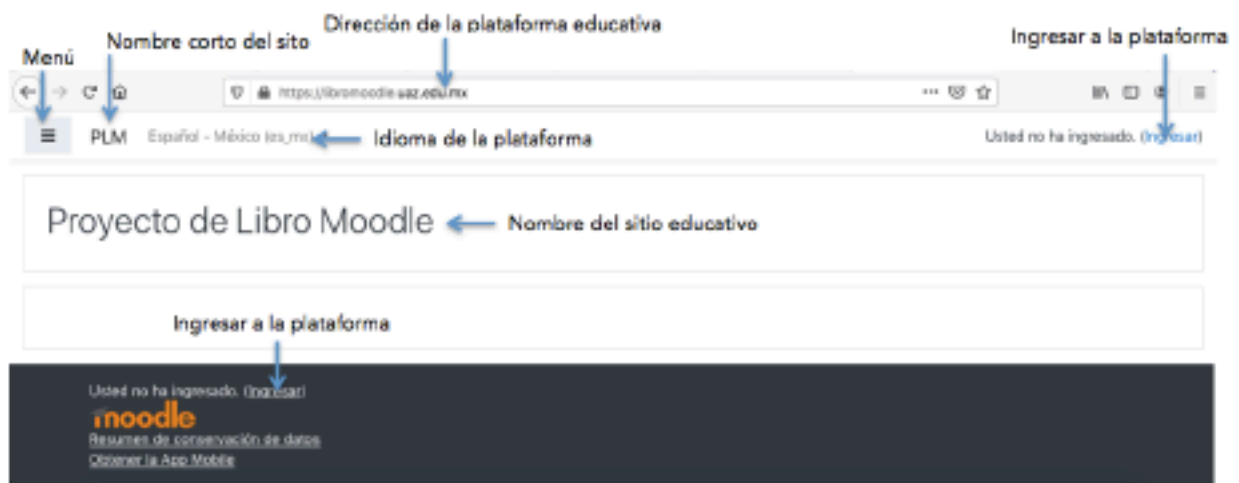 Dirección de la plataforma educativa
Nombre corto del sito
Ingresar a la plataforma
Menú
https://libromoodle.uaz.edu.mx
PLM Español - México (es_mx) Idioma de la plataforma Usted no ha ingresado. (Ingresar)
Proyecto de Libro Moodle Nombre del sitio educativo
Ingresar a la plataforma
Usted no ha ingresado. (Ingresar)
moodle
Resumen de conservación de datos
Obtener la App Mobile